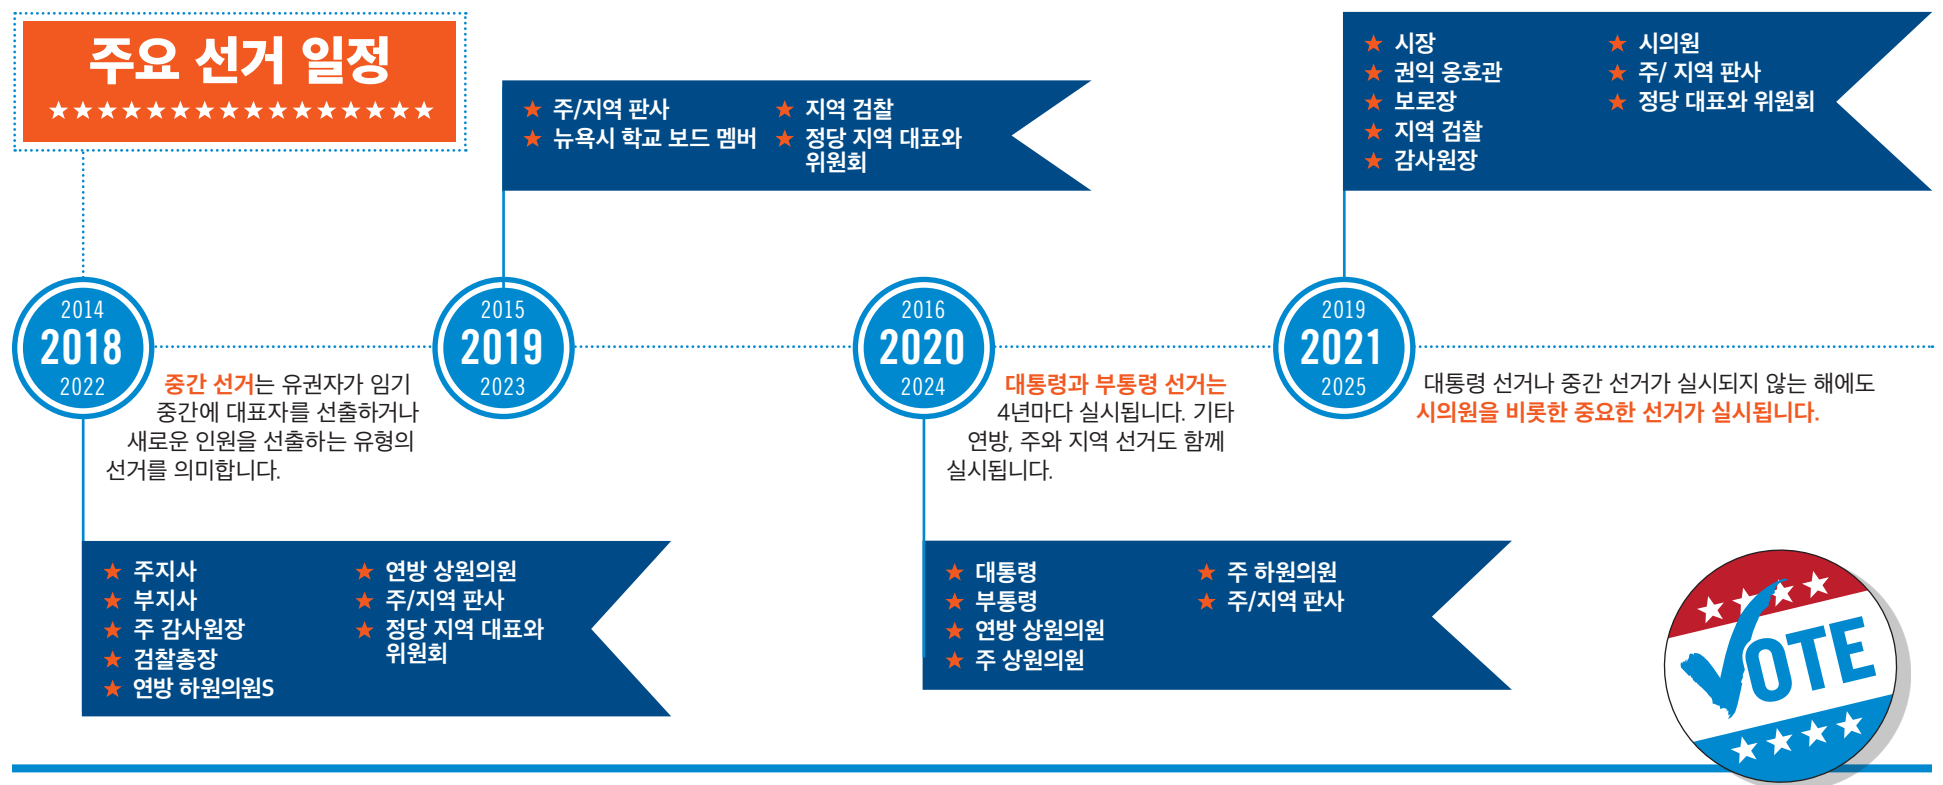 주요 선거 일정
2014
2018
2022
중간 선거는 유권자가 임기
중간에 대표자를 선출하거나
새로운 인원을 선출하는 유형의
선거를 의미합니다.
주지사
부지사
주 감사원장
검찰총장
연방 하원의원S
연방 상원의원
주/지역 판사
정당 지역 대표와
위원회
주/지역 판사
뉴욕시 학교 보드 멤버
지역 검찰
정당 지역 대표와
위원회
2015
2019
2023
2016
2020
2024
대통령과 부통령 선거는
4년마다 실시됩니다. 기타
연방, 주와 지역 선거도 함께
실시됩니다.
대통령
부통령
연방 상원의원
주 상원의원
주 하원의원
주/지역 판사
시장
권익 옹호관
보로장
지역 검찰
감사원장
시의원
주/ 지역 판사
정당 대표와 위원회
2019
2021
2025
대통령 선거나 중간 선거가 실시되지 않는 해에도
시의원을 비롯한 중요한 선거가 실시됩니다.
VOTE